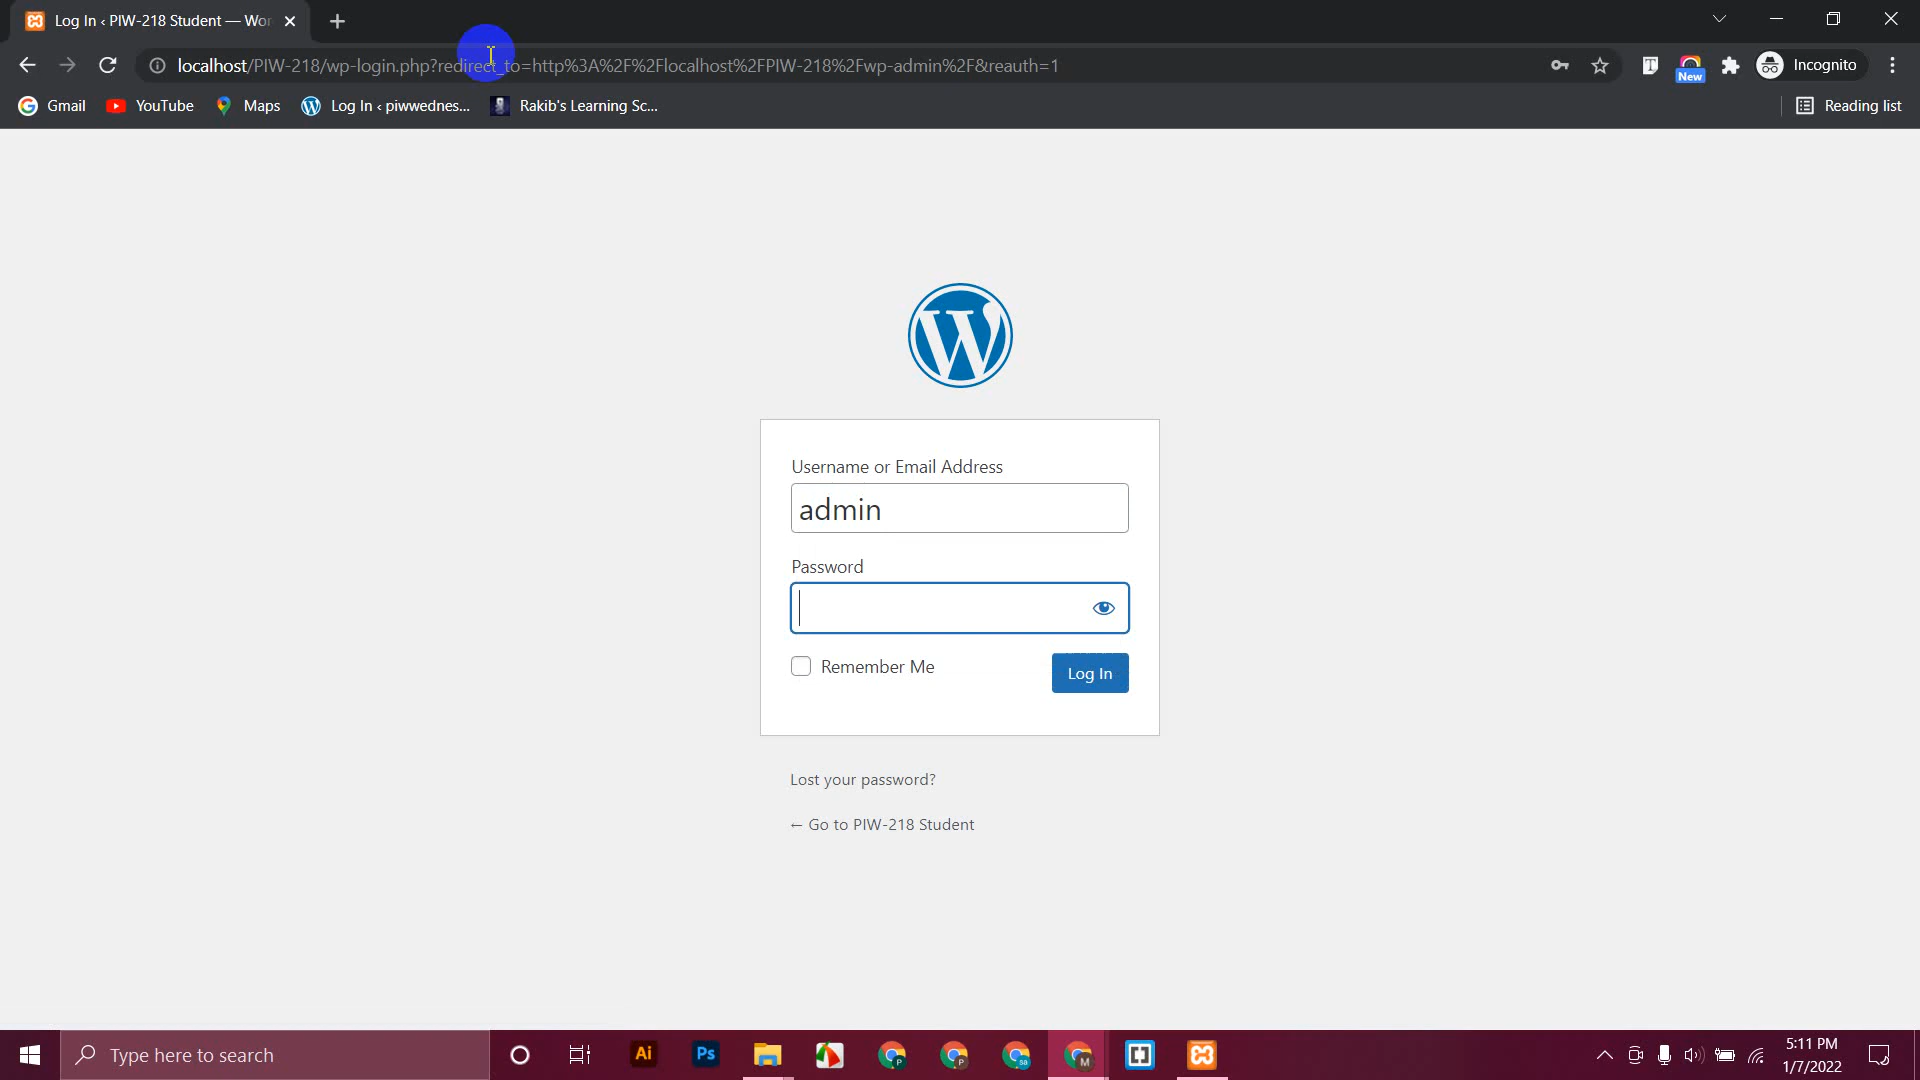 Log In ‹ PIW-218 Student — Wor
localhost/PIW-218/wp-login.php?redirect_to=http%3A%2F%2Flocalhost%2FPIW-218%2Fwp-admin%2F&reauth=1
New
Incognito
Gmail
YouTube
Maps
Log In ‹ piwwednes...
Rakib's Learning Sc...
Reading list
Username or Email Address
admin
Password
Remember Me
Log In
Lost your password?
← Go to PIW-218 Student
Type here to search
Ai
Ps
P
P
sa
M
5:11 PM
1/7/2022